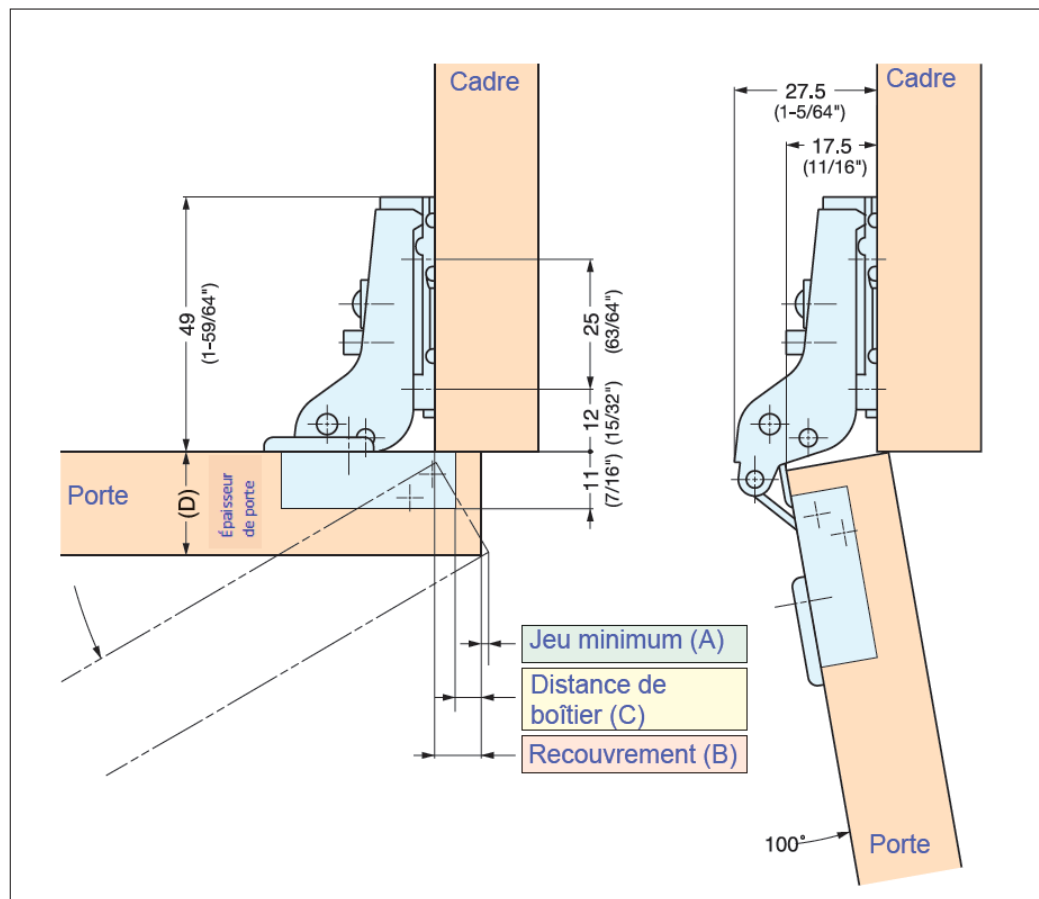 Cadre
Cadre
27.5
(1-5/64")
17.5
(11/16")
49
(1-59/64")
25
(63/64")
12
(15/32")
11
(7/16")
Porte
(D)
Épaisseur
de porte
Jeu minimum (A)
Distance de
boîtier (C)
Recouvrement (B)
100°
Porte